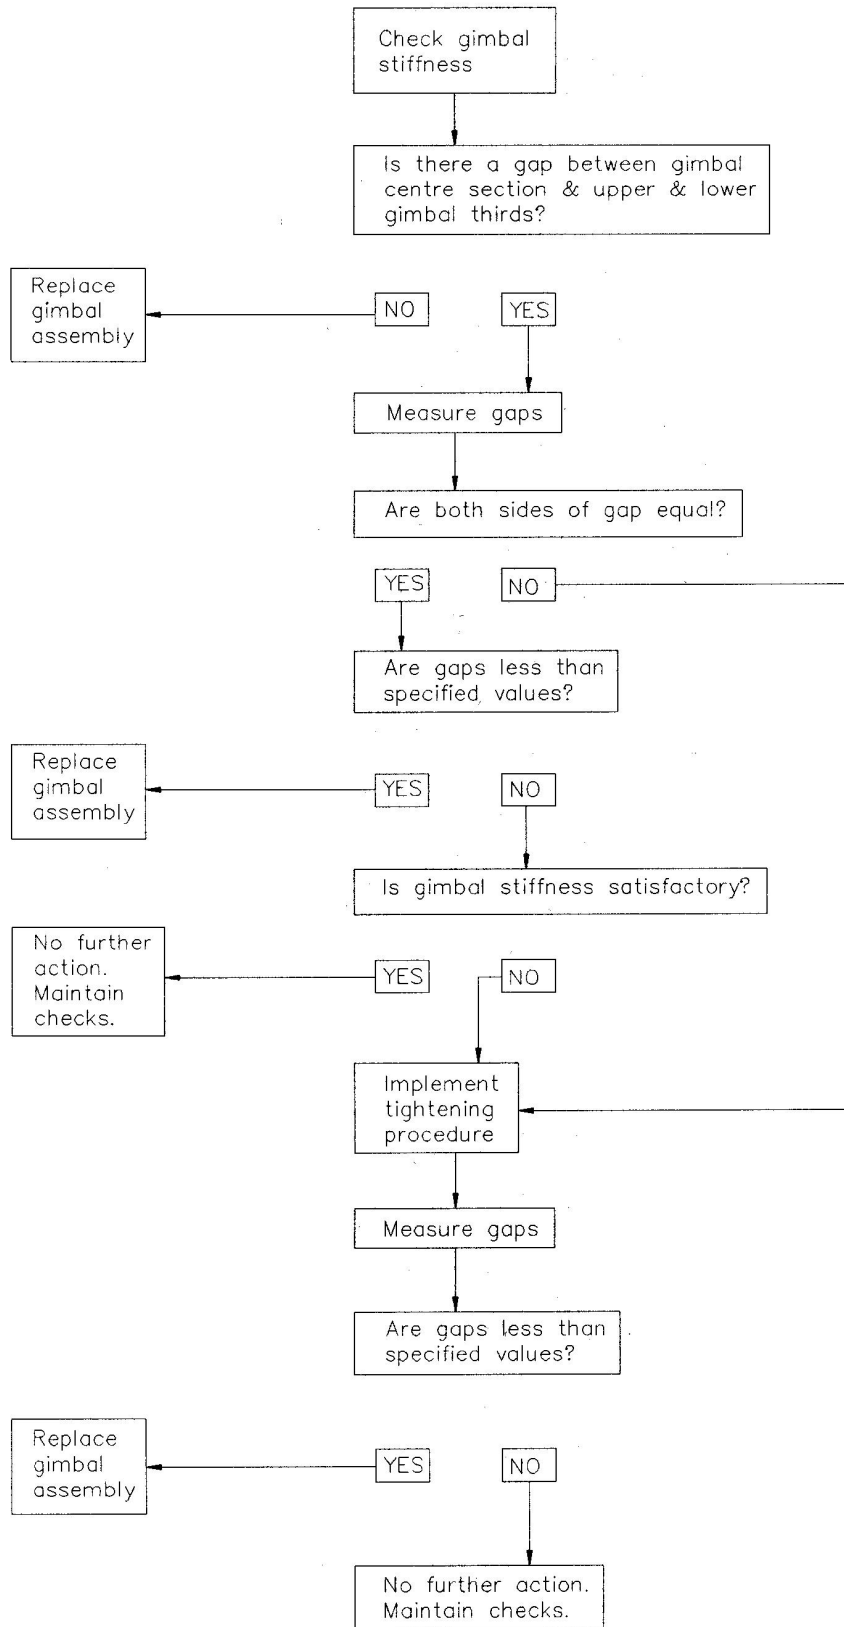 Check gimbal
stiffness
Is there a gap between gimbal
centre section & upper & lower
gimbal thirds?
Replace
gimbal
assembly
NO
YES
Measure gaps
Are both sides of gap equal?
YES
NO
Are gaps less than
specified values?
Replace
gimbal
assembly
YES
NO
Is gimbal stiffness satisfactory?
No further
action.
Maintain
checks.
YES
NO
Implement
tightening
procedure
Measure gaps
Are gaps less than
specified values?
Replace
gimbal
assembly
YES
NO
No further action.
Maintain checks.